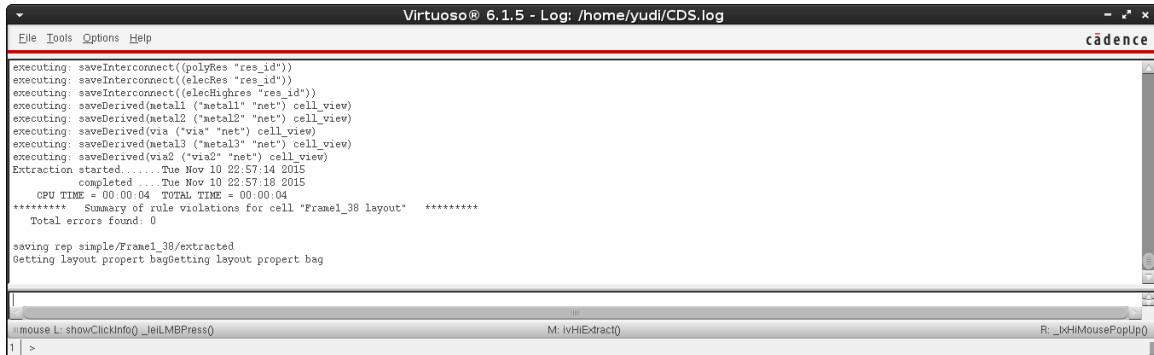 Virtuoso® 6.1.5 - Log: /home/yudi/CDS.log
File Tools Options Help
cādence
executing: saveInterconnect((polyRes "res_id"))
executing: saveInterconnect((elecRes "res_id"))
executing: saveInterconnect((elecHighres "res_id"))
executing: saveDerived(metal1 ("metal1" "net") cell_view)
executing: saveDerived(metal2 ("metal2" "net") cell_view)
executing: saveDerived(via ("via" "net") cell_view)
executing: saveDerived(metal3 ("metal3" "net") cell_view)
executing: saveDerived(via2 ("via2" "net") cell_view)
Extraction started.......Tue Nov 10 22:57:14 2015
completed ....Tue Nov 10 22:57:18 2015
CPU TIME = 00:00:04 TOTAL TIME = 00:00:04
********* Summary of rule violations for cell "Frame1_38 layout" *********
Total errors found: 0
saving rep simple/Frame1_38/extracted
Getting layout propert bagGetting layout propert bag
mouse L: showClickInfo() _leiLMBPress() M: ivHiExtract() R: _lxHiMousePopUp()
1 >